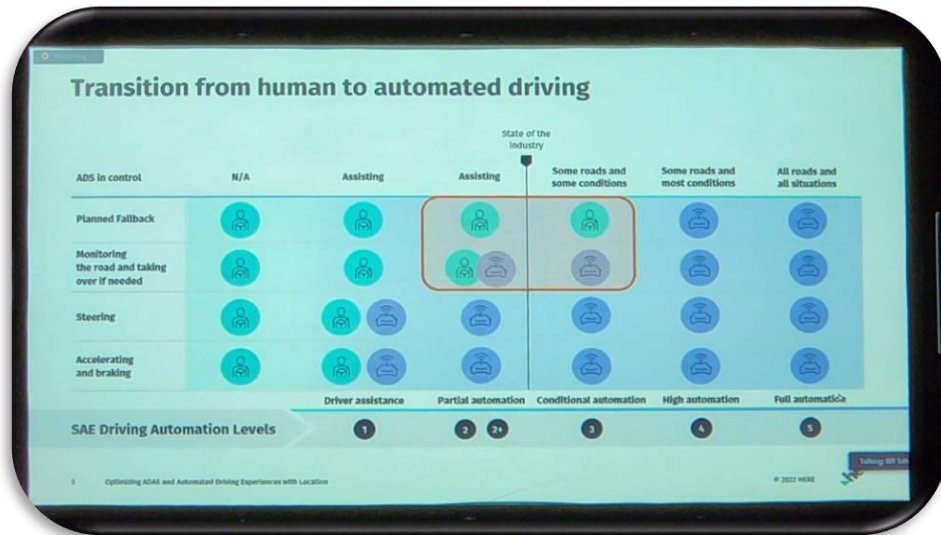 Transition from human to automated driving
State of the
industry
ADS in control
N/A
Assisting
Assisting
Some roads and
some conditions
Some roads and
most conditions
All roads and
all situations
Planned Fallback
Monitoring
the road and taking
over if needed
Steering
Accelerating
and braking
Driver assistance
Partial automation
Conditional automation
High automation
Full automation
SAE Driving Automation Levels
1
2
2+
3
4
5
3
Optimizing ADAS and Automated Driving Experiences with Location
© 2022 HERE
Talking: Bill